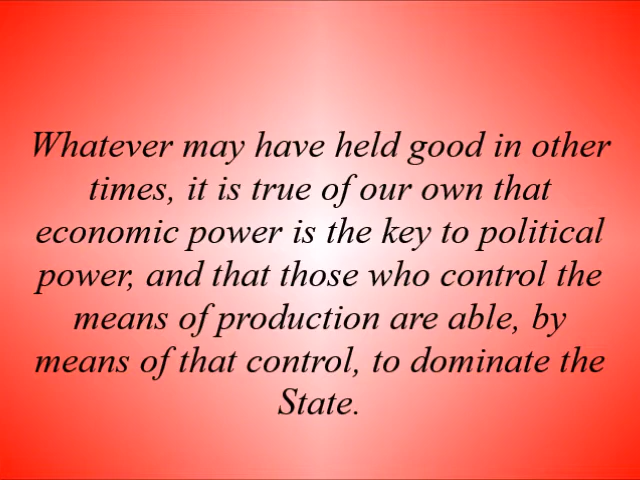 Whatever may have held good in other
times, it is true of our own that
economic power is the key to political
power, and that those who control the
means of production are able, by
means of that control, to dominate the
State.